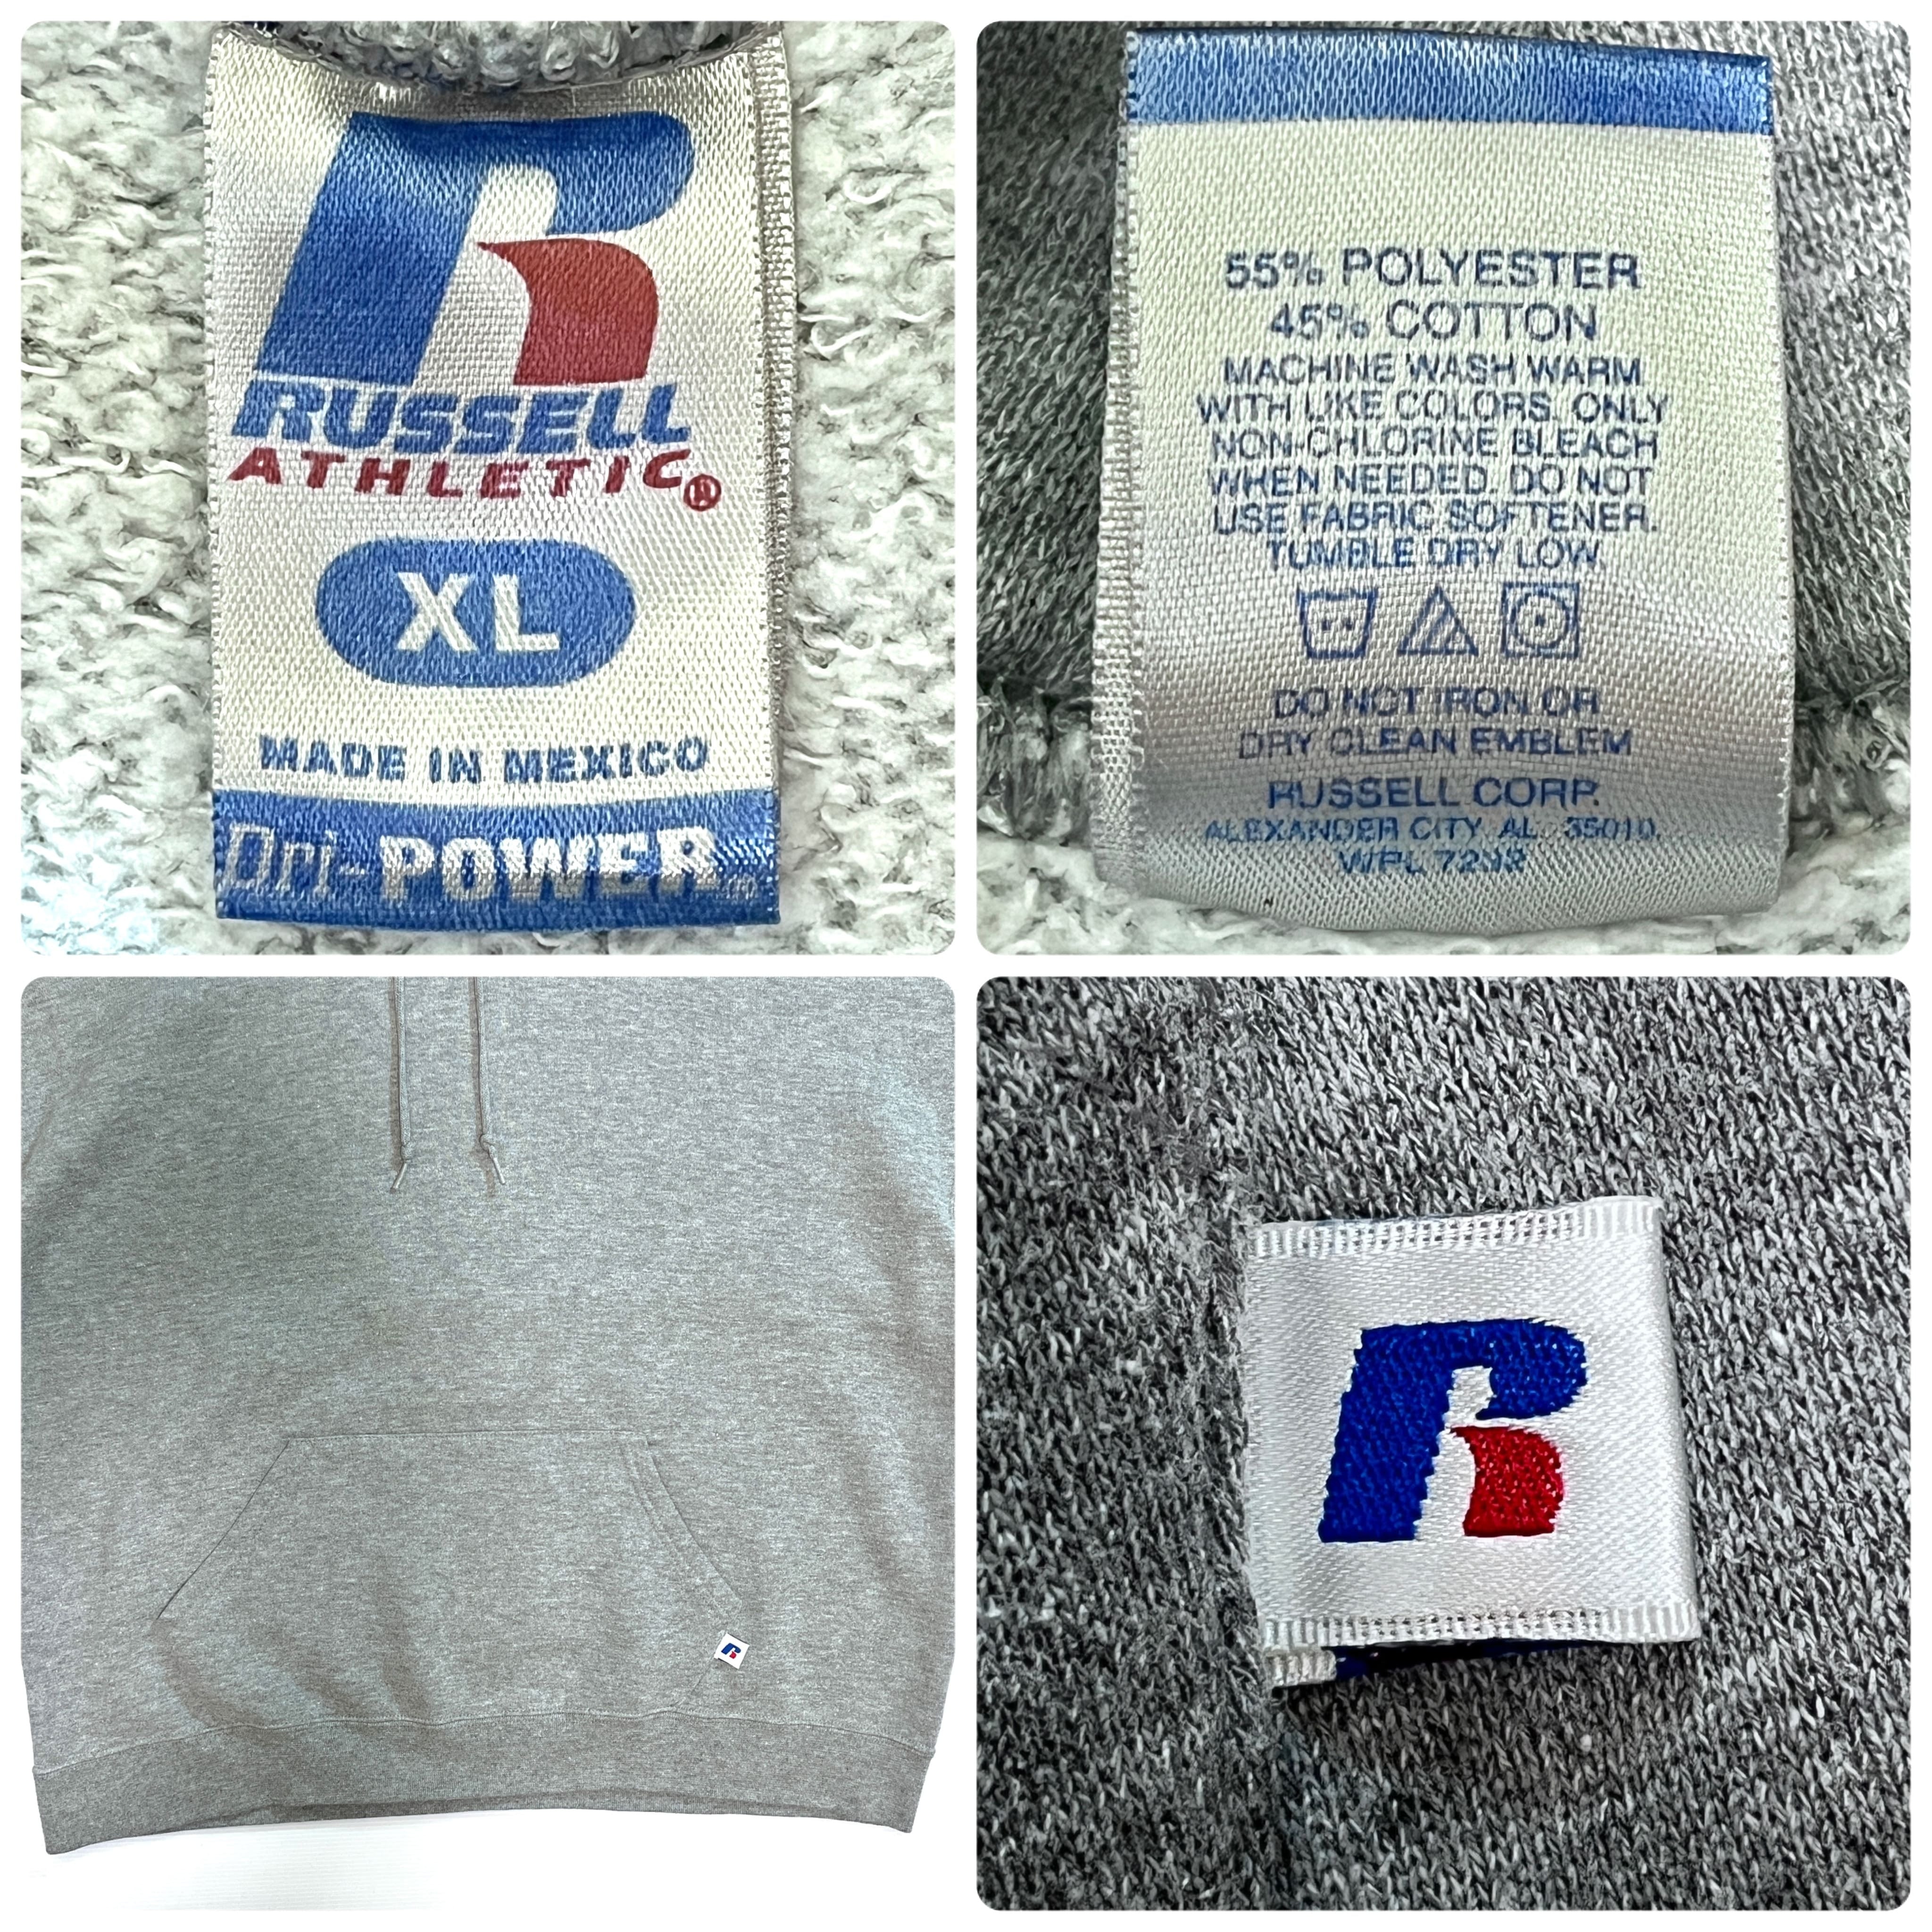 RUSSELL
ATHLETIC®
XL
MADE IN MEXICO
Dri-POWER®
55% POLYESTER
45% COTTON
MACHINE WASH WARM
WITH LIKE COLORS. ONLY
NON-CHLORINE BLEACH
WHEN NEEDED. DO NOT
USE FABRIC SOFTENER.
TUMBLE DRY LOW
DO NOT IRON OR
DRY CLEAN EMBLEM
RUSSELL CORP.
ALEXANDER CITY, AL 35010
WPL